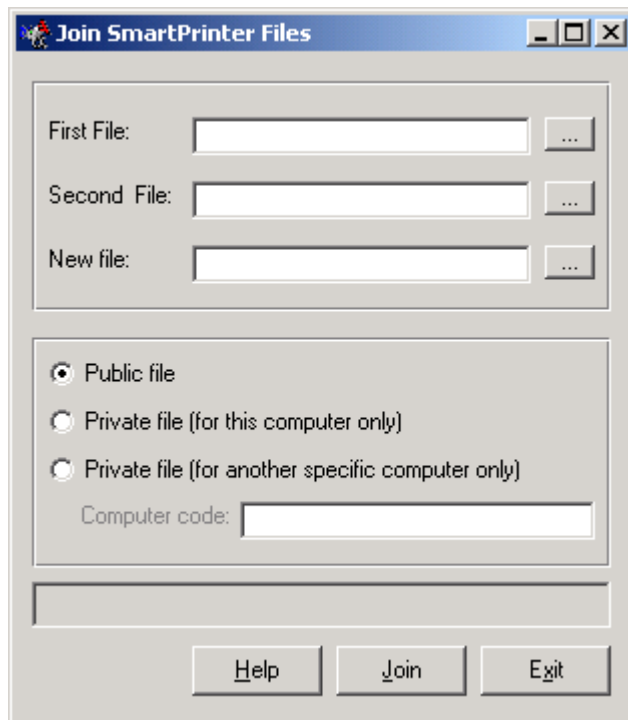 Join SmartPrinter Files
First File:
...
Second File:
...
New file:
...
Public file
Private file (for this computer only)
Private file (for another specific computer only)
Computer code:
Help Join Exit